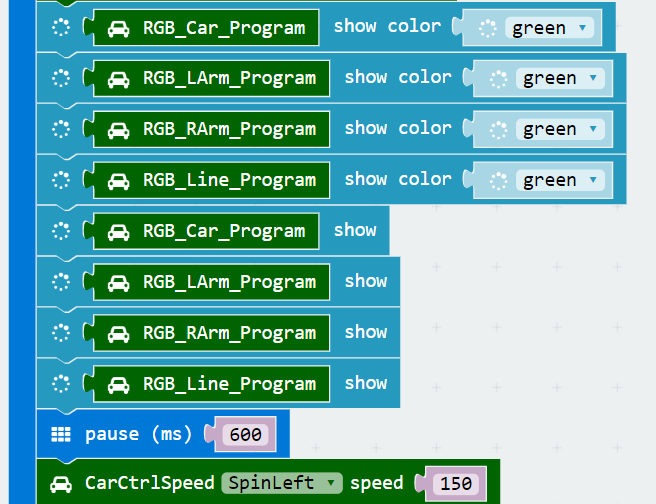 RGB_Car_Program show color green
RGB_LArm_Program show color green
RGB_RArm_Program show color green
RGB_Line_Program show color green
RGB_Car_Program show
RGB_LArm_Program show
RGB_RArm_Program show
RGB_Line_Program show
pause (ms) 600
CarCtrlSpeed SpinLeft speed 150